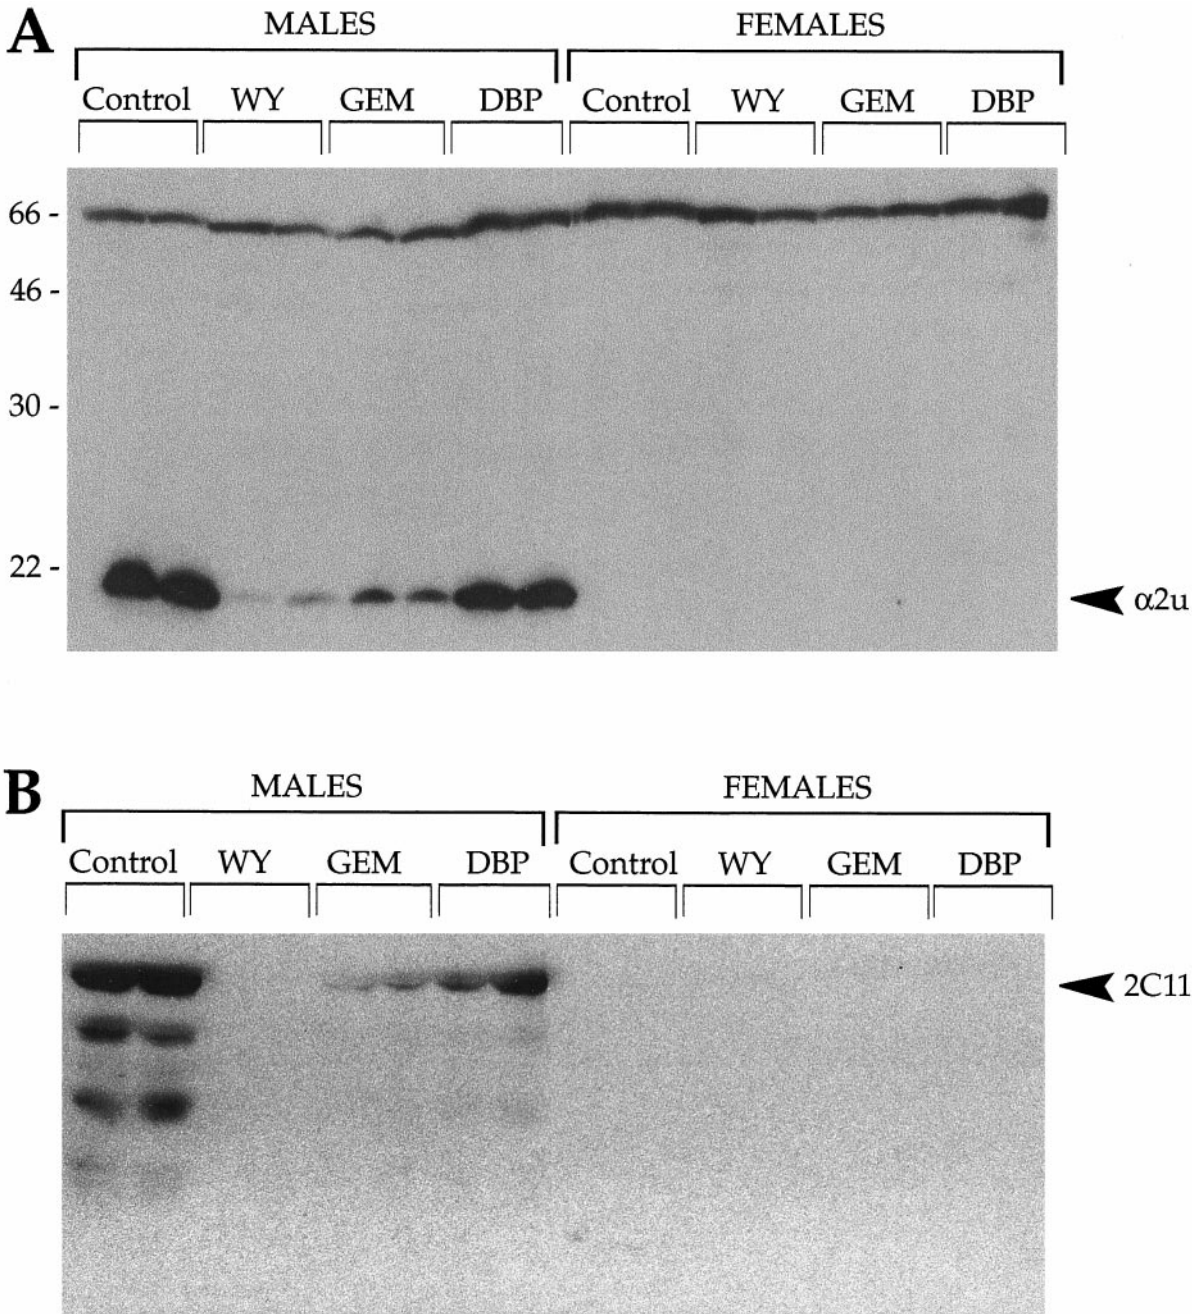 A
MALES FEMALES
Control WY GEM DBP Control WY GEM DBP
66 -
46 -
30 -
22 -
α2u
B
MALES FEMALES
Control WY GEM DBP Control WY GEM DBP
2C11